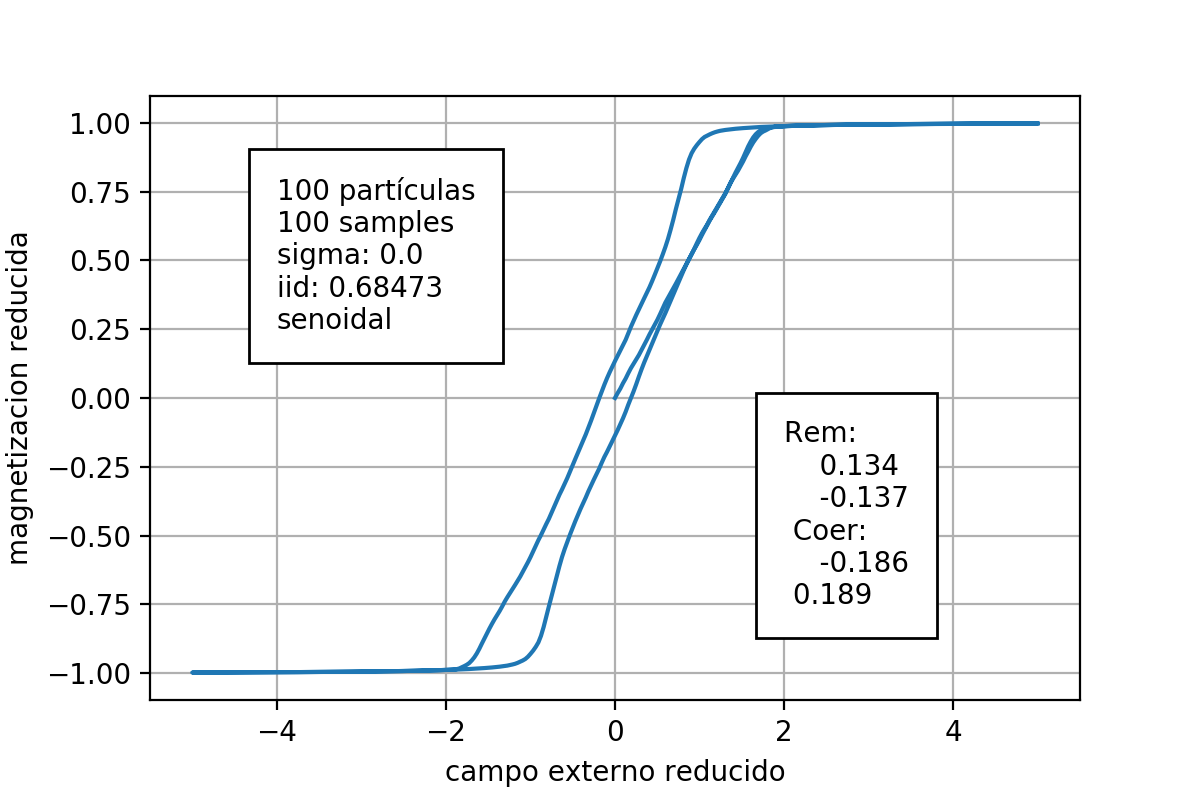 1.00
0.75
0.50
0.25
0.00
−0.25
−0.50
−0.75
−1.00
magnetizacion reducida
100 partículas
100 samples
sigma: 0.0
iid: 0.68473
senoidal
Rem:
0.134
-0.137
Coer:
-0.186
0.189
−4
−2
0
2
4
campo externo reducido